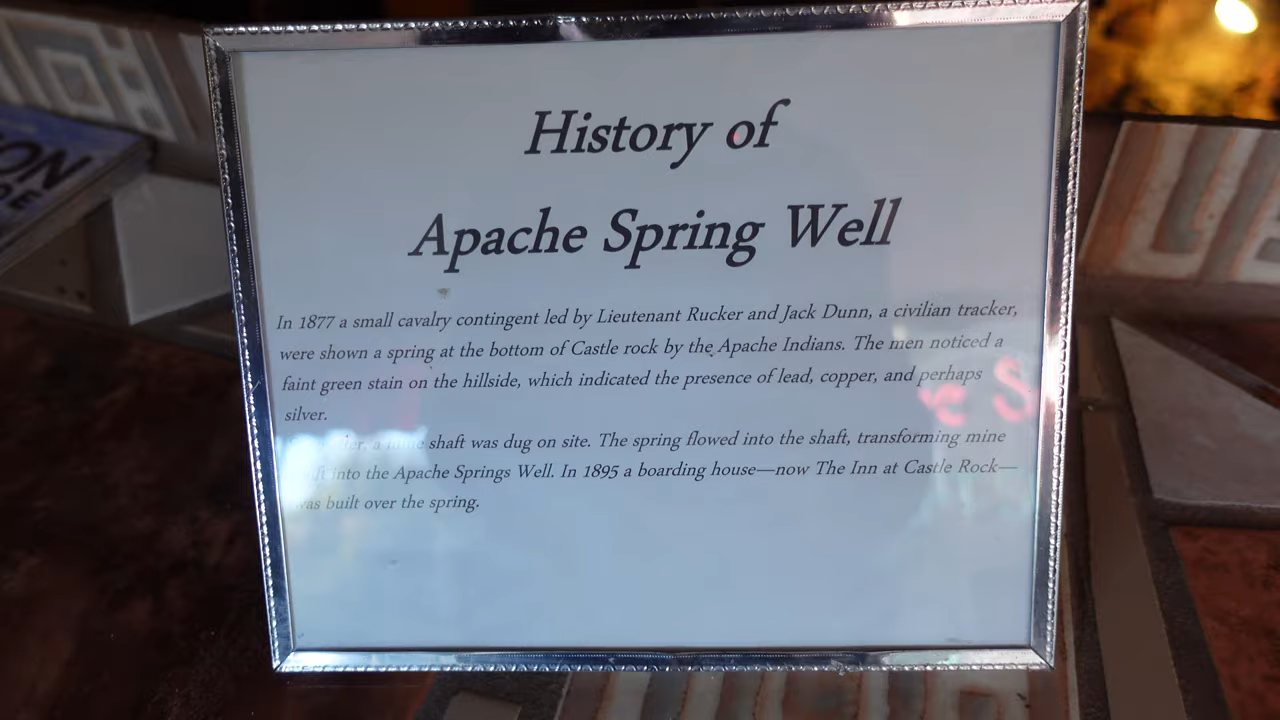 History of
Apache Spring Well
In 1877 a small cavalry contingent led by Lieutenant Rucker and Jack Dunn, a civilian tracker,
were shown a spring at the bottom of Castle rock by the Apache Indians. The men noticed a
faint green stain on the hillside, which indicated the presence of lead, copper, and perhaps
silver.
a mine shaft was dug on site. The spring flowed into the shaft, transforming mine
into the Apache Springs Well. In 1895 a boarding house—now The Inn at Castle Rock—
was built over the spring.
ON